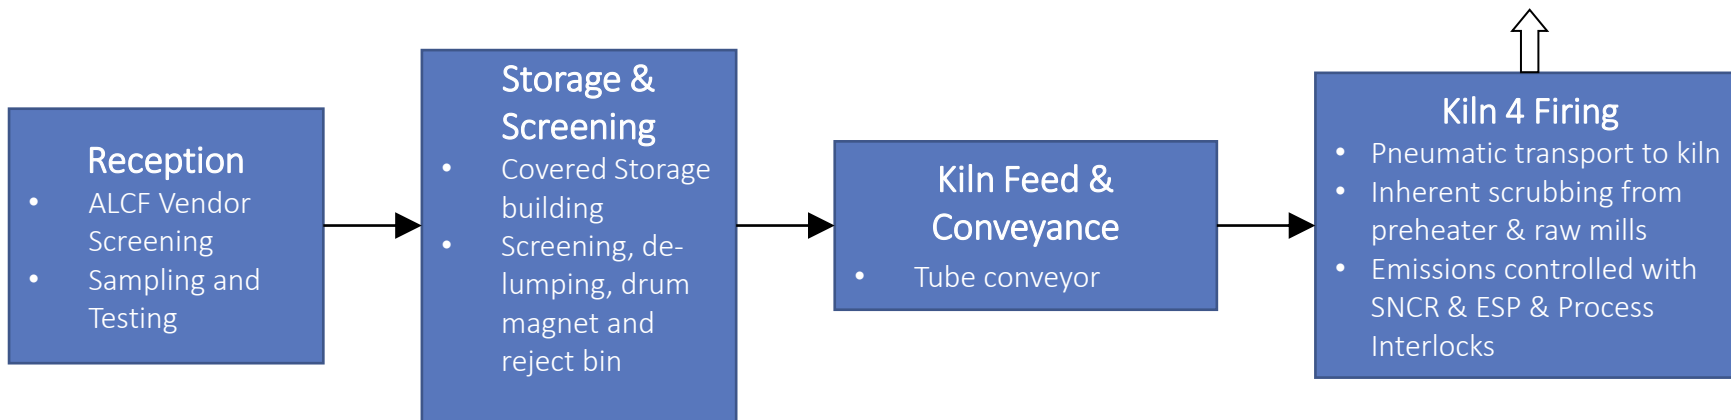 Reception
• ALCF Vendor
Screening
• Sampling and
Testing
Storage &
Screening
• Covered Storage
building
• Screening, de-
lumping, drum
magnet and
reject bin
Kiln Feed &
Conveyance
• Tube conveyor
Kiln 4 Firing
• Pneumatic transport to kiln
• Inherent scrubbing from
preheater & raw mills
• Emissions controlled with
SNCR & ESP & Process
Interlocks